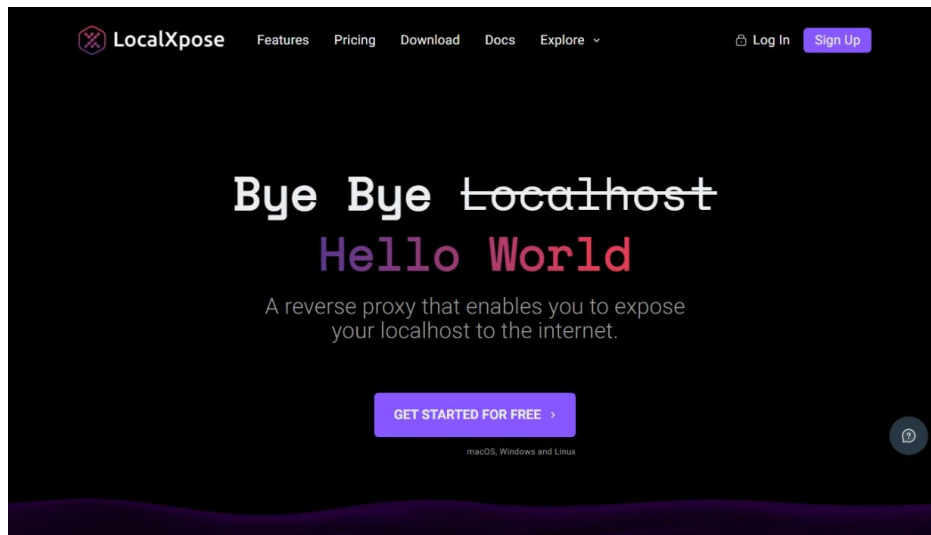 LocalXpose Features Pricing Download Docs Explore Log In Sign Up
Bye Bye Localhost
Hello World
A reverse proxy that enables you to expose
your localhost to the internet.
GET STARTED FOR FREE
macOS, Windows and Linux